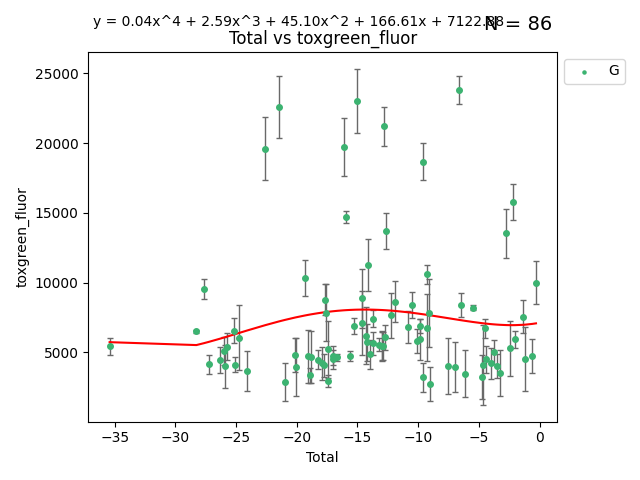 y = 0.04x^4 + 2.59x^3 + 45.10x^2 + 166.61x + 7122.88
N = 86
Total vs toxgreen_fluor
G
25000
20000
15000
10000
5000
toxgreen_fluor
−35 −30 −25 −20 −15 −10 −5 0
Total